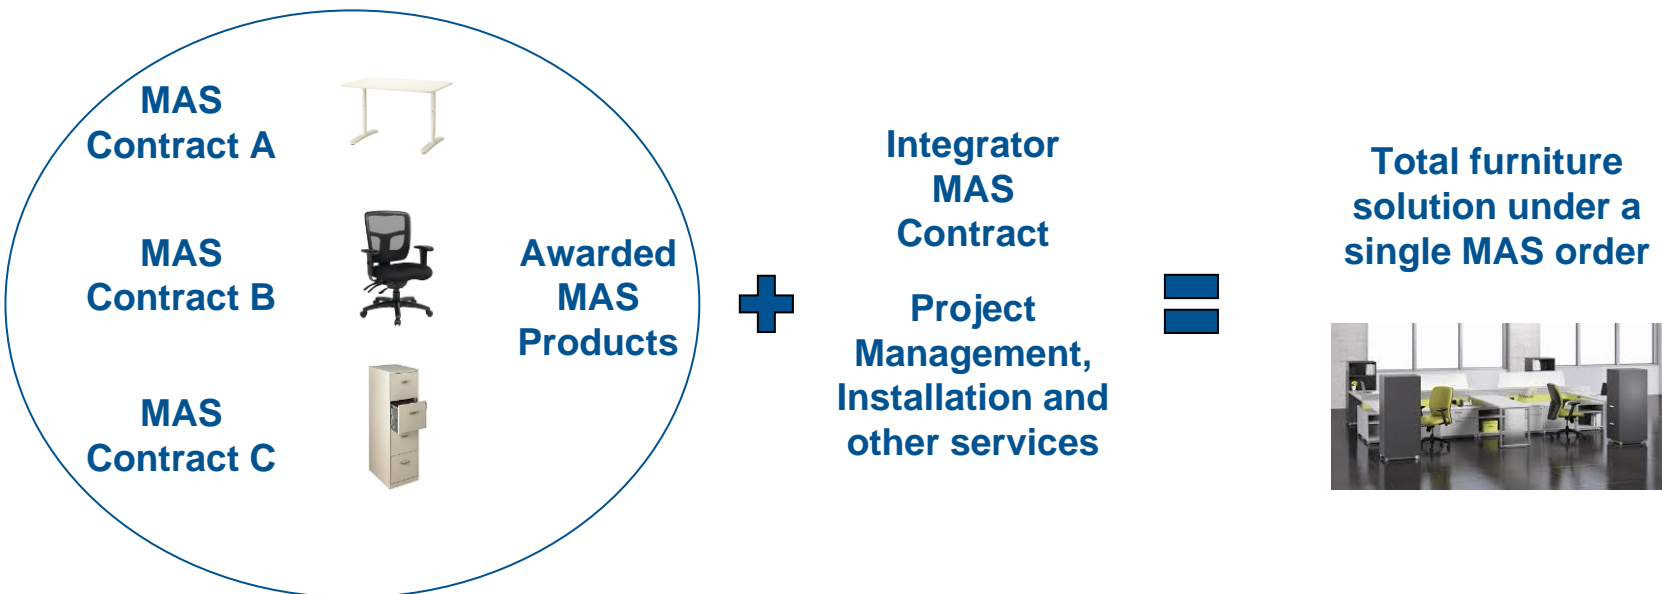 MAS
Contract A
MAS
Contract B
MAS
Contract C
Awarded
MAS
Products
Integrator
MAS
Contract
Project
Management,
Installation and
other services
Total furniture
solution under a
single MAS order